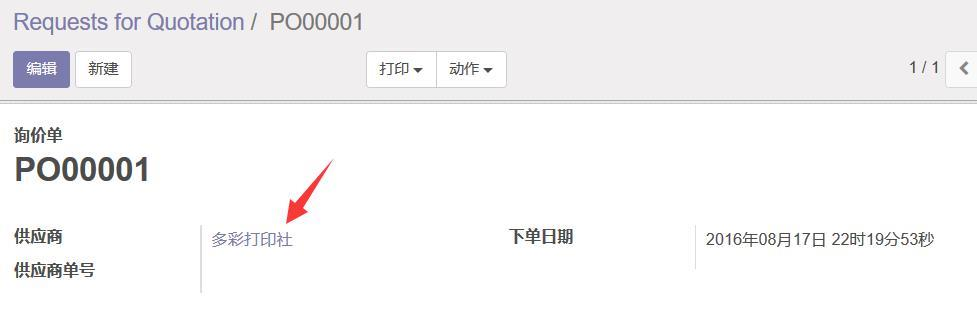 Requests for Quotation / PO00001
编辑 新建 打印 动作 1 / 1
询价单
PO00001
供应商 多彩打印社 下单日期 2016年08月17日 22时19分53秒
供应商单号